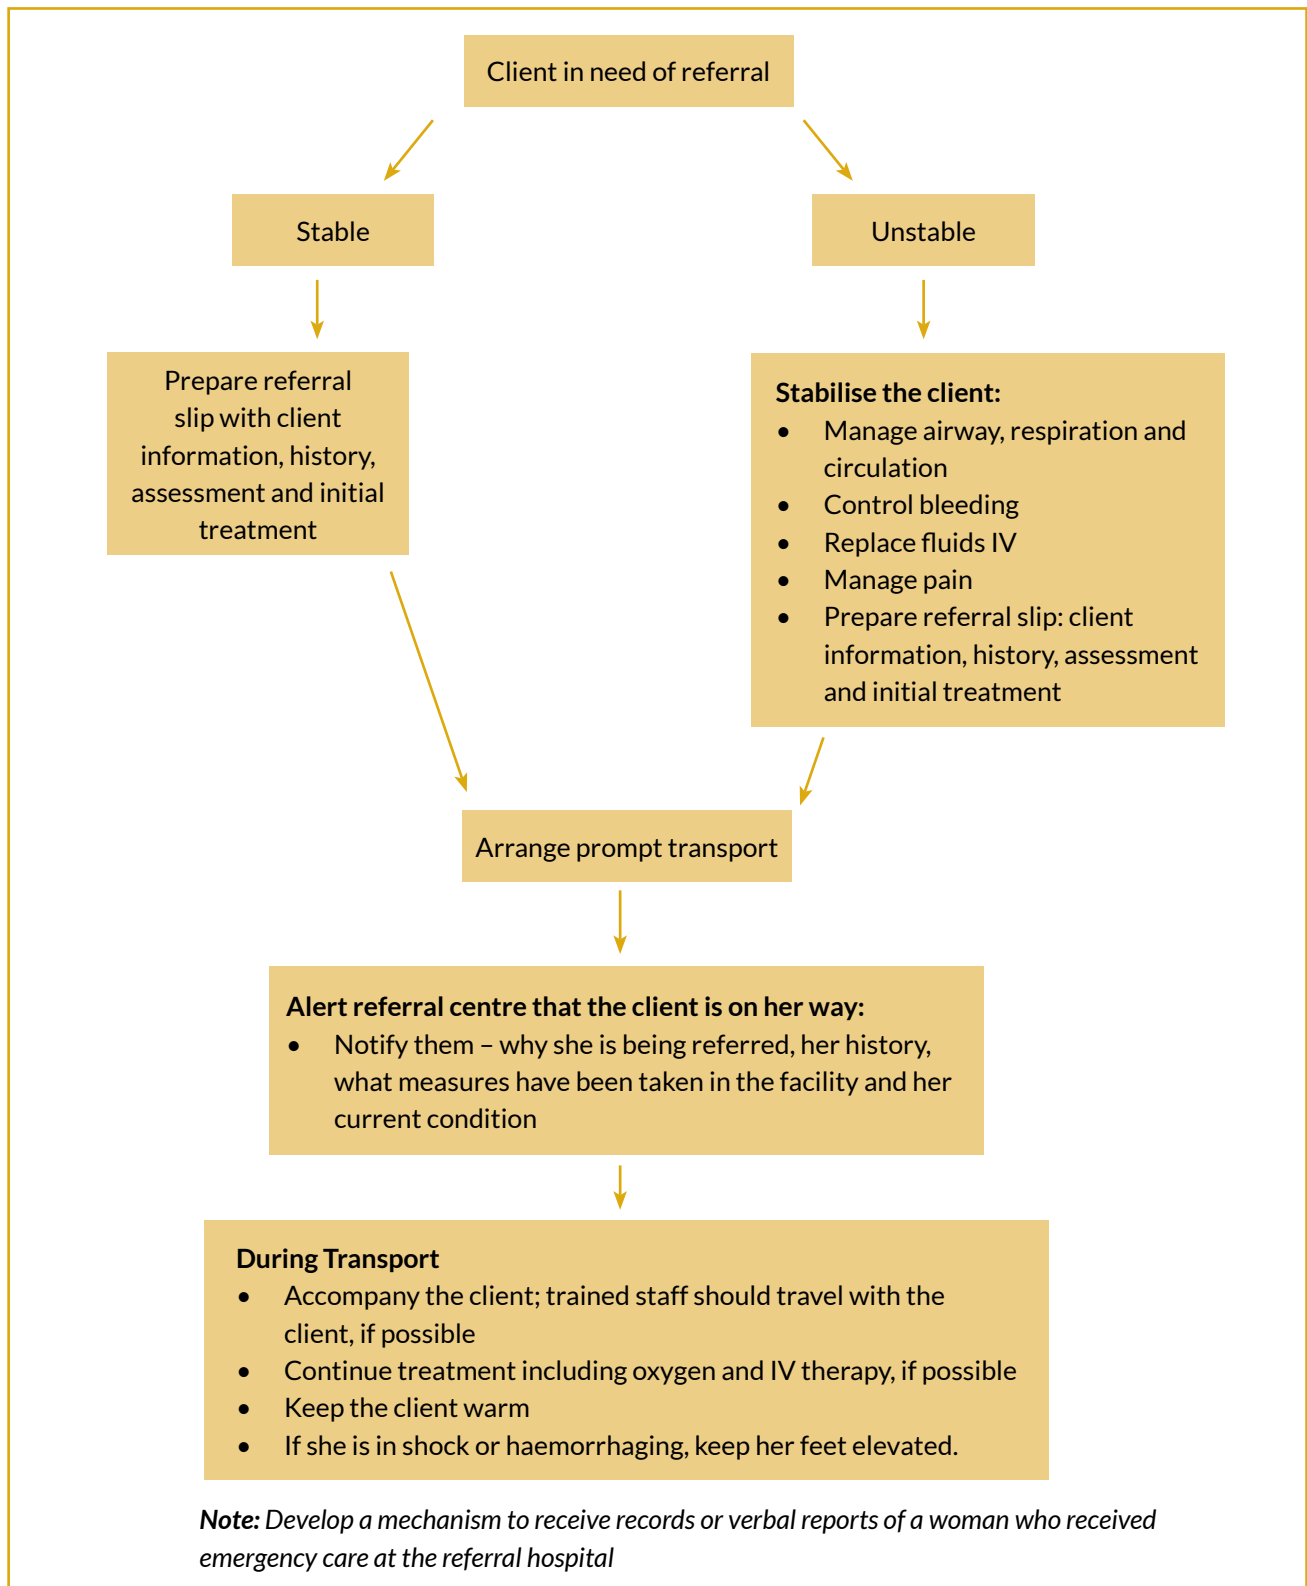 Client in need of referral
Stable
Unstable
Prepare referral
slip with client
information, history,
assessment and initial
treatment
Stabilise the client:
• Manage airway, respiration and
circulation
• Control bleeding
• Replace fluids IV
• Manage pain
• Prepare referral slip: client
information, history, assessment
and initial treatment
Arrange prompt transport
Alert referral centre that the client is on her way:
• Notify them – why she is being referred, her history,
what measures have been taken in the facility and her
current condition
During Transport
• Accompany the client; trained staff should travel with the
client, if possible
• Continue treatment including oxygen and IV therapy, if possible
• Keep the client warm
• If she is in shock or haemorrhaging, keep her feet elevated.
Note: Develop a mechanism to receive records or verbal reports of a woman who received
emergency care at the referral hospital